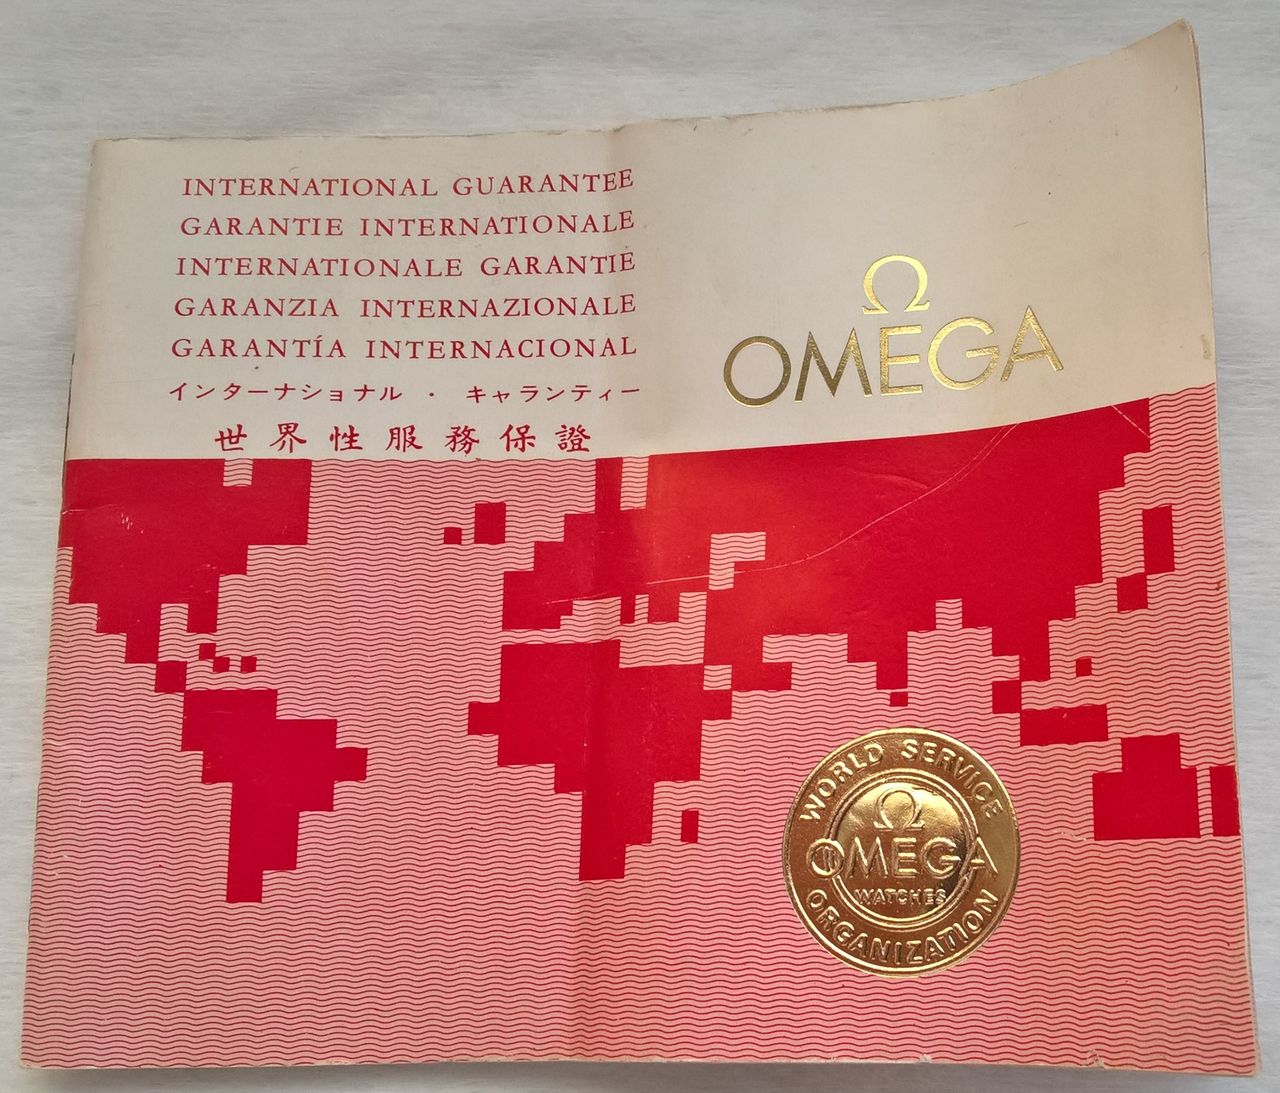 INTERNATIONAL GUARANTEE
GARANTIE INTERNATIONALE
INTERNATIONALE GARANTIE
GARANZIA INTERNAZIONALE
GARANTÍA INTERNACIONAL
インターナショナル・キャランティー
世界性服務保證
Ω
OMEGA
WORLD SERVICE
Ω
OMEGA
WATCHES
ORGANIZATION